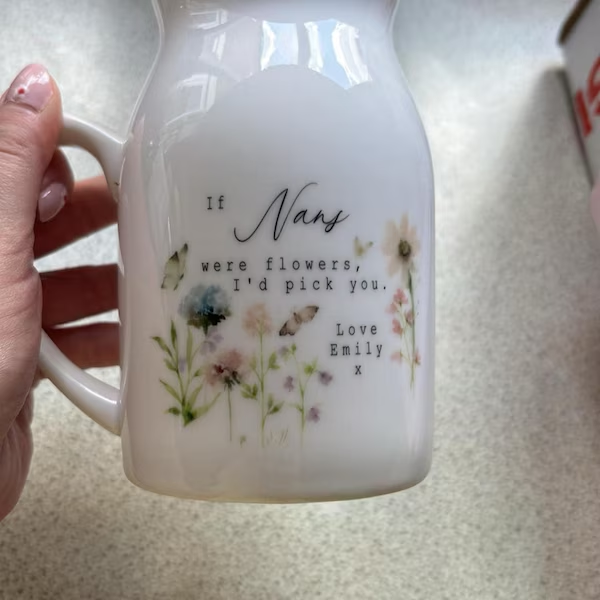 If
Nans
were flowers,
I'd pick you.
Love
Emily
x